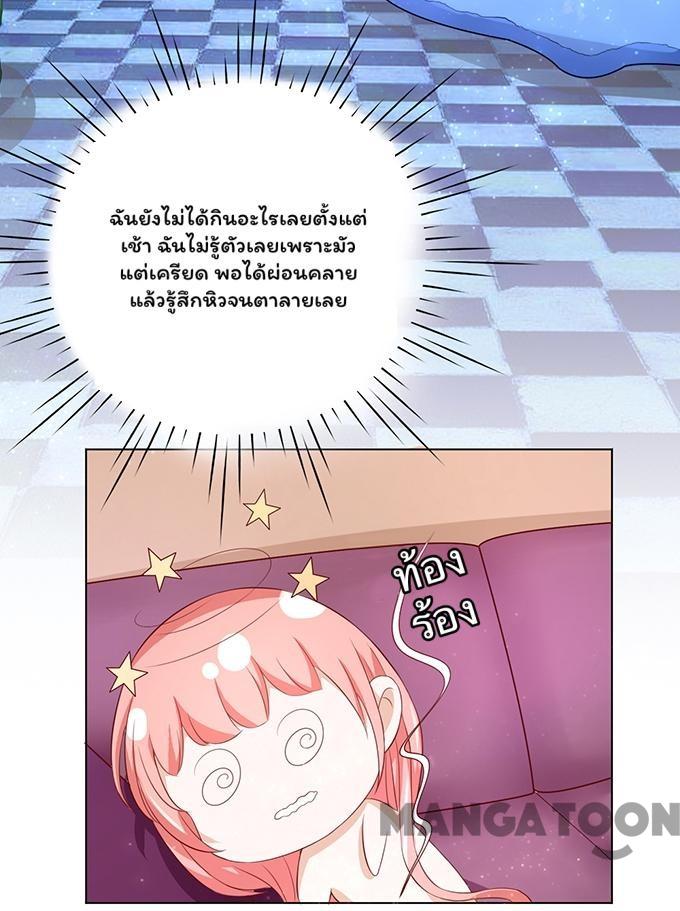 ฉันยังไม่ได้กินอะไรเลยตั้งแต่
เช้า ฉันไม่รู้ตัวเลยเพราะมัว
แต่เครียด พอได้ผ่อนคลาย
แล้วรู้สึกหิวจนตาลายเลย
ท้อง
ร้อง
MANGATOON